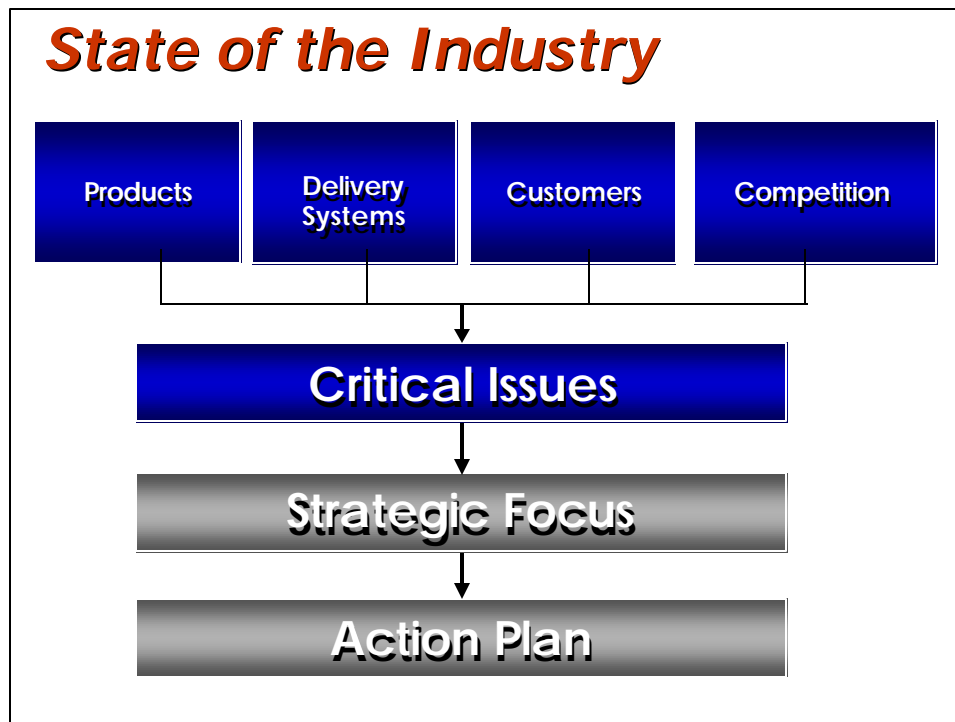 State of the Industry
Products
Delivery
Systems
Customers
Competition
Critical Issues
Strategic Focus
Action Plan